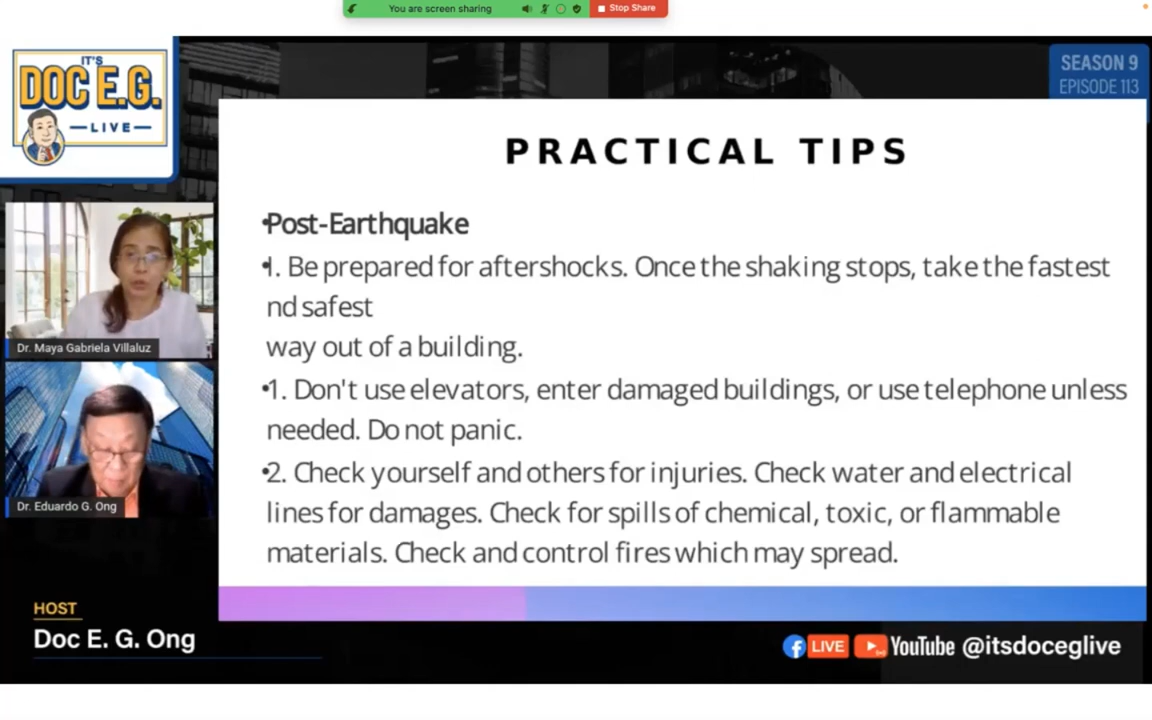 You are screen sharing
Stop Share
IT'S
DOC E.G.
LIVE
SEASON 9
EPISODE 113
PRACTICAL TIPS
•Post-Earthquake
•1. Be prepared for aftershocks. Once the shaking stops, take the fastest
nd safest
way out of a building.
•1. Don't use elevators, enter damaged buildings, or use telephone unless
needed. Do not panic.
•2. Check yourself and others for injuries. Check water and electrical
lines for damages. Check for spills of chemical, toxic, or flammable
materials. Check and control fires which may spread.
Dr. Maya Gabriela Villaluz
Dr. Eduardo G. Ong
HOST
Doc E. G. Ong
LIVE YouTube @itsdoceglive